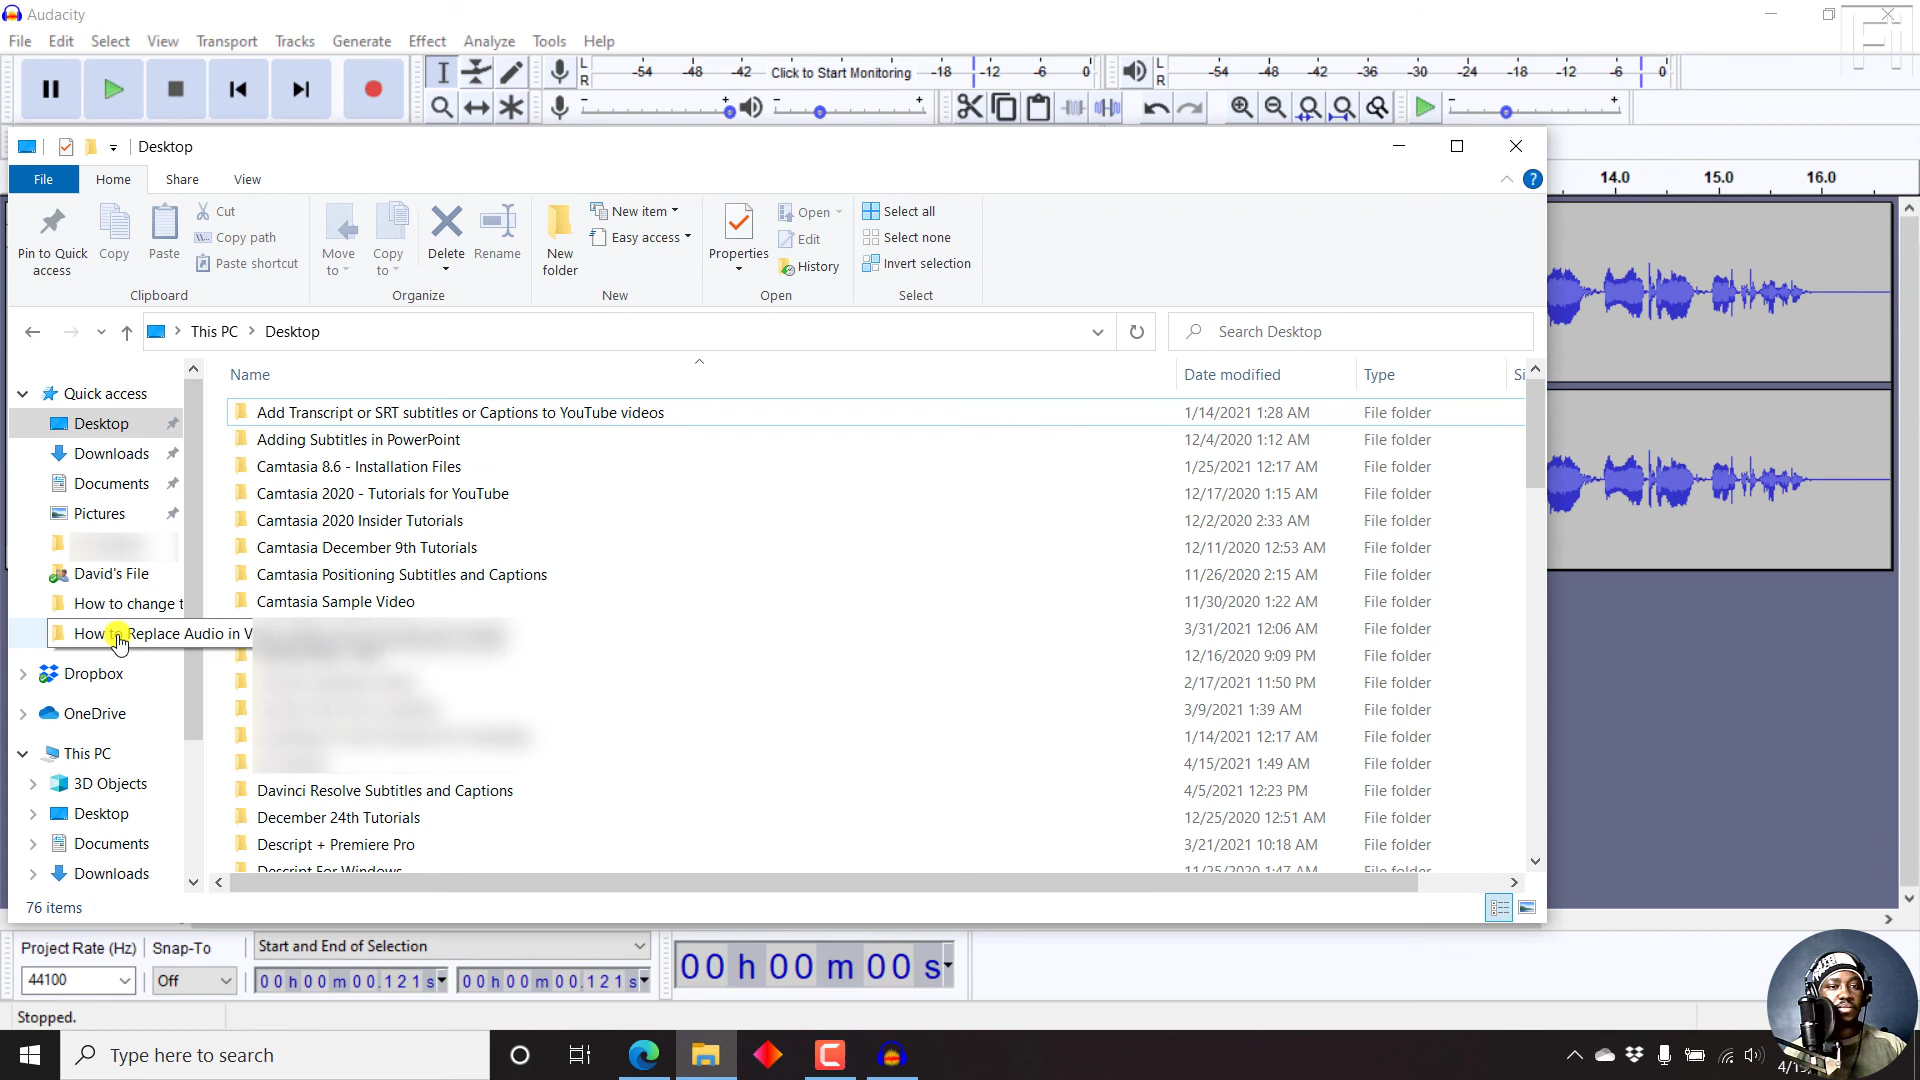 Audacity
File Edit Select View Transport Tracks Generate Effect Analyze Tools Help
L R -54 -48 -42 Click to Start Monitoring -18 -12 -6 0 L R -54 -48 -42 -36 -30 -24 -18 -12 -6 0
Desktop
File Home Share View
14.0 15.0 16.0
Pin to Quick access
Copy
Paste
Cut
Copy path
Paste shortcut
Clipboard
Move to
Copy to
Delete
Rename
Organize
New folder
New item
Easy access
New
Properties
Open
Edit
History
Open
Select all
Select none
Invert selection
Select
This PC > Desktop
Search Desktop
Name Date modified Type Si
Quick access
Desktop
Downloads
Documents
Pictures
David's File
How to change t
How to Replace Audio in V
Dropbox
OneDrive
This PC
3D Objects
Desktop
Documents
Downloads
Add Transcript or SRT subtitles or Captions to YouTube videos 1/14/2021 1:28 AM File folder
Adding Subtitles in PowerPoint 12/4/2020 1:12 AM File folder
Camtasia 8.6 - Installation Files 1/25/2021 12:17 AM File folder
Camtasia 2020 - Tutorials for YouTube 12/17/2020 1:15 AM File folder
Camtasia 2020 Insider Tutorials 12/2/2020 2:33 AM File folder
Camtasia December 9th Tutorials 12/11/2020 12:53 AM File folder
Camtasia Positioning Subtitles and Captions 11/26/2020 2:15 AM File folder
Camtasia Sample Video 11/30/2020 1:22 AM File folder
3/31/2021 12:06 AM File folder
12/16/2020 9:09 PM File folder
2/17/2021 11:50 PM File folder
3/9/2021 1:39 AM File folder
1/14/2021 12:17 AM File folder
4/15/2021 1:49 AM File folder
Davinci Resolve Subtitles and Captions 4/5/2021 12:23 PM File folder
December 24th Tutorials 12/25/2020 12:51 AM File folder
Descript + Premiere Pro 3/21/2021 10:18 AM File folder
Descript For Windows 11/25/2020 1:47 AM File folder
76 items
Project Rate (Hz) Snap-To Start and End of Selection
44100 Off 00 h 00 m 00.121 s 00 h 00 m 00.121 s 00 h 00 m 00 s
Stopped.
Type here to search